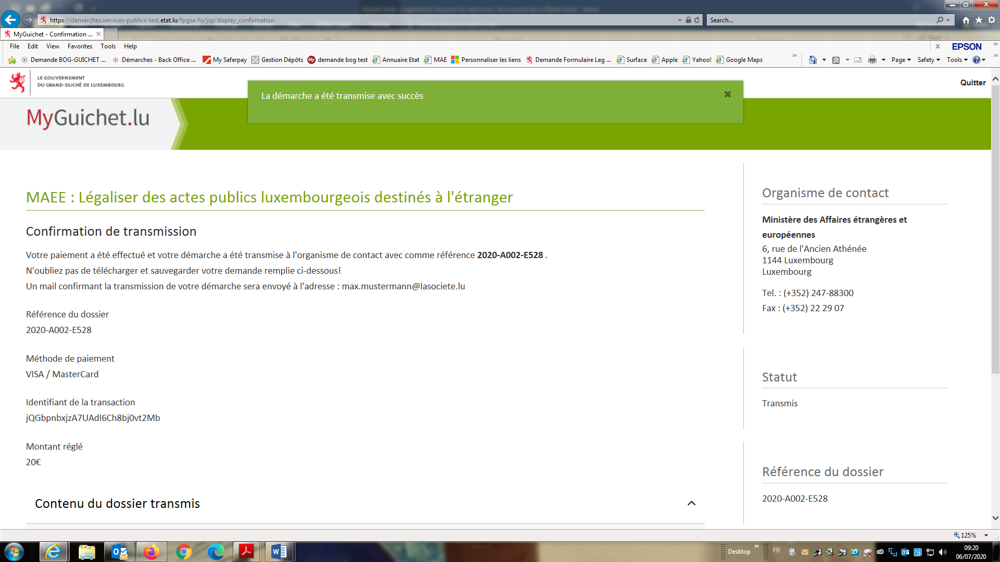 https://demarches.services-publics-test.etat.lu/fpgsa-fo/jsp/display_confirmation
Search...
MyGuichet - Confirmation ...
File Edit View Favorites Tools Help
EPSON
Demande BOG-GUICHET ... Démarches - Back Office ... My Saferpay Gestion Dépôts demande bog test Annuaire Etat MAE Personnaliser les liens Demande Formulaire Leg ... Surface Apple Yahoo! Google Maps
Page Safety Tools
LE GOUVERNEMENT
DU GRAND-DUCHÉ DE LUXEMBOURG
Quitter
La démarche a été transmise avec succès
MyGuichet.lu
MAEE : Légaliser des actes publics luxembourgeois destinés à l'étranger
Confirmation de transmission
Votre paiement a été effectué et votre démarche a été transmise à l'organisme de contact avec comme référence 2020-A002-E528 .
N'oubliez pas de télécharger et sauvegarder votre demande remplie ci-dessous!
Un mail confirmant la transmission de votre démarche sera envoyé à l'adresse : max.mustermann@lasociete.lu
Référence du dossier
2020-A002-E528
Méthode de paiement
VISA / MasterCard
Identifiant de la transaction
jQGbpnbxjzA7UAdI6Ch8bj0vt2Mb
Montant réglé
20€
Contenu du dossier transmis
Organisme de contact
Ministère des Affaires étrangères et
européennes
6, rue de l'Ancien Athénée
1144 Luxembourg
Luxembourg
Tel. : (+352) 247-88300
Fax : (+352) 22 29 07
Statut
Transmis
Référence du dossier
2020-A002-E528
125%
Desktop
FR
09:20
06/07/2020